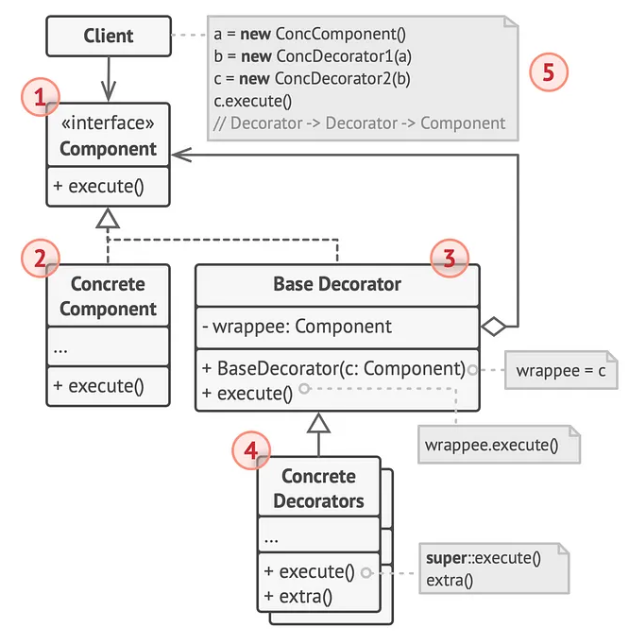 Client
a = new ConcComponent()
b = new ConcDecorator1(a)
c = new ConcDecorator2(b)
c.execute()
// Decorator -> Decorator -> Component
5
1
«interface»
Component
+ execute()
2
Concrete
Component
...
+ execute()
3
Base Decorator
- wrappee: Component
+ BaseDecorator(c: Component)
+ execute()
wrappee = c
wrappee.execute()
4
Concrete
Decorators
...
+ execute()
+ extra()
super::execute()
extra()